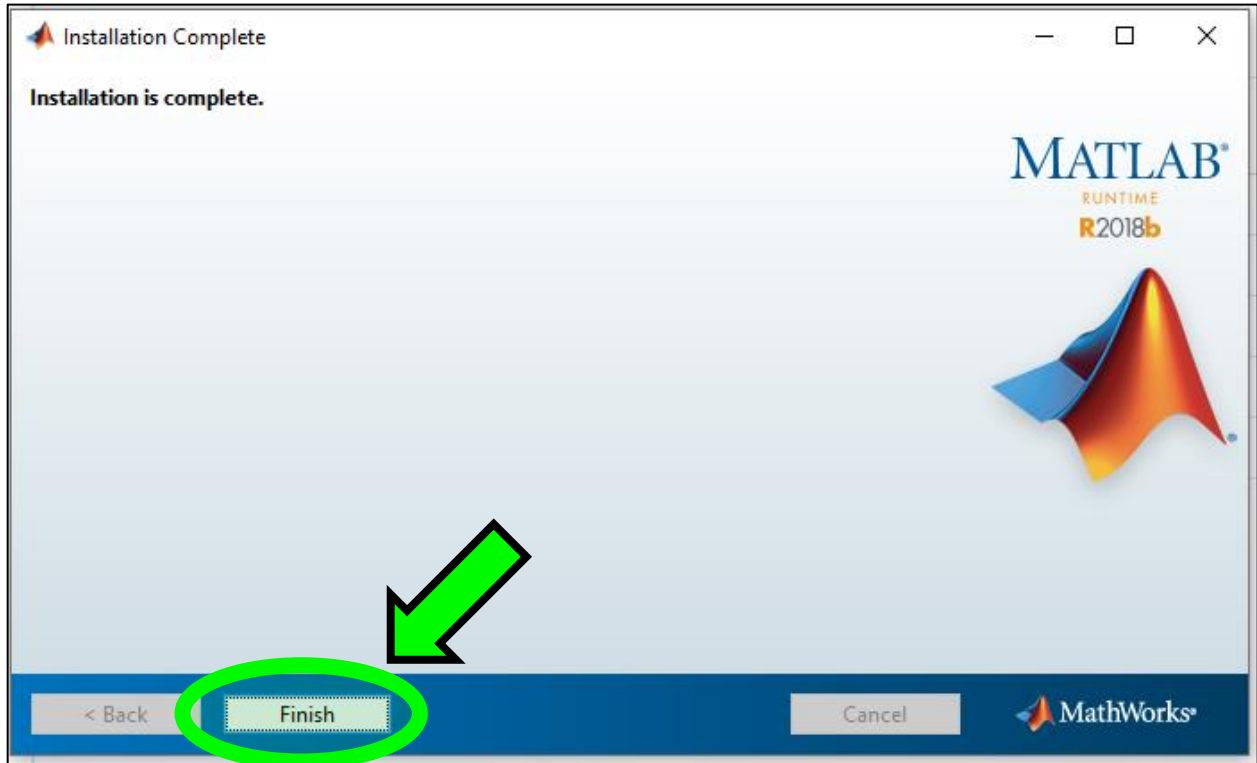 Installation Complete
Installation is complete.
MATLAB®
RUNTIME
R2018b
®
< Back
Finish
Cancel
MathWorks®